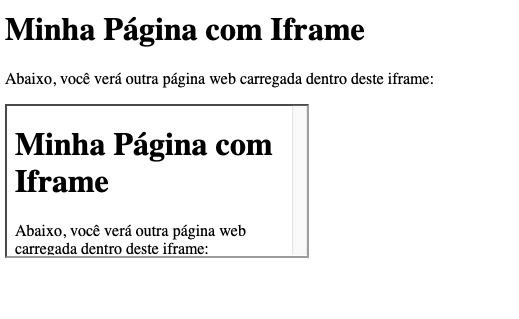 Minha Página com Iframe
Abaixo, você verá outra página web carregada dentro deste iframe:
Minha Página com
Iframe
Abaixo, você verá outra página web
carregada dentro deste iframe: